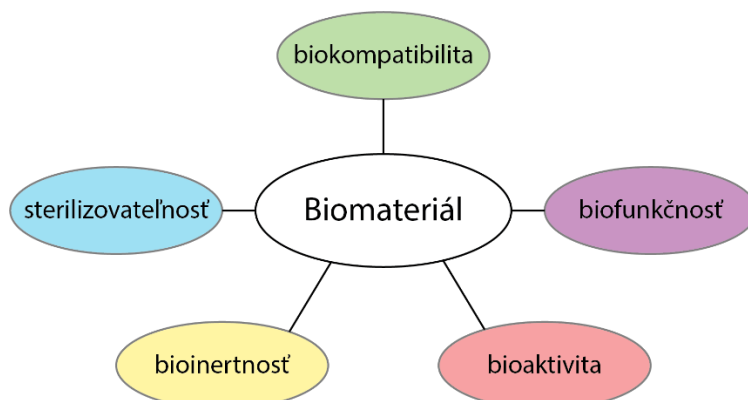 biokompatibilita
sterilizovateľnosť
Biomateriál
biofunkčnosť
bioinertnosť
bioaktivita